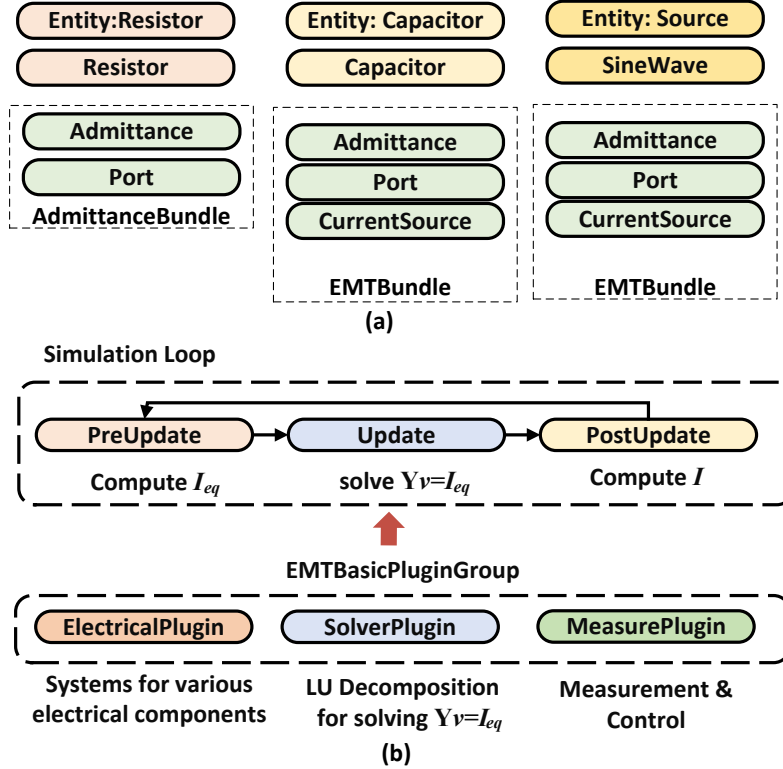 Entity:Resistor
Resistor
Admittance
Port
AdmittanceBundle
Entity: Capacitor
Capacitor
Admittance
Port
CurrentSource
EMTBundle
Entity: Source
SineWave
Admittance
Port
CurrentSource
EMTBundle
(a)
Simulation Loop
PreUpdate
Update
PostUpdate
Compute I_eq
solve Yv=I_eq
Compute I
EMTBasicPluginGroup
ElectricalPlugin
SolverPlugin
MeasurePlugin
Systems for various
electrical components
LU Decomposition
for solving Yv=I_eq
Measurement &
Control
(b)